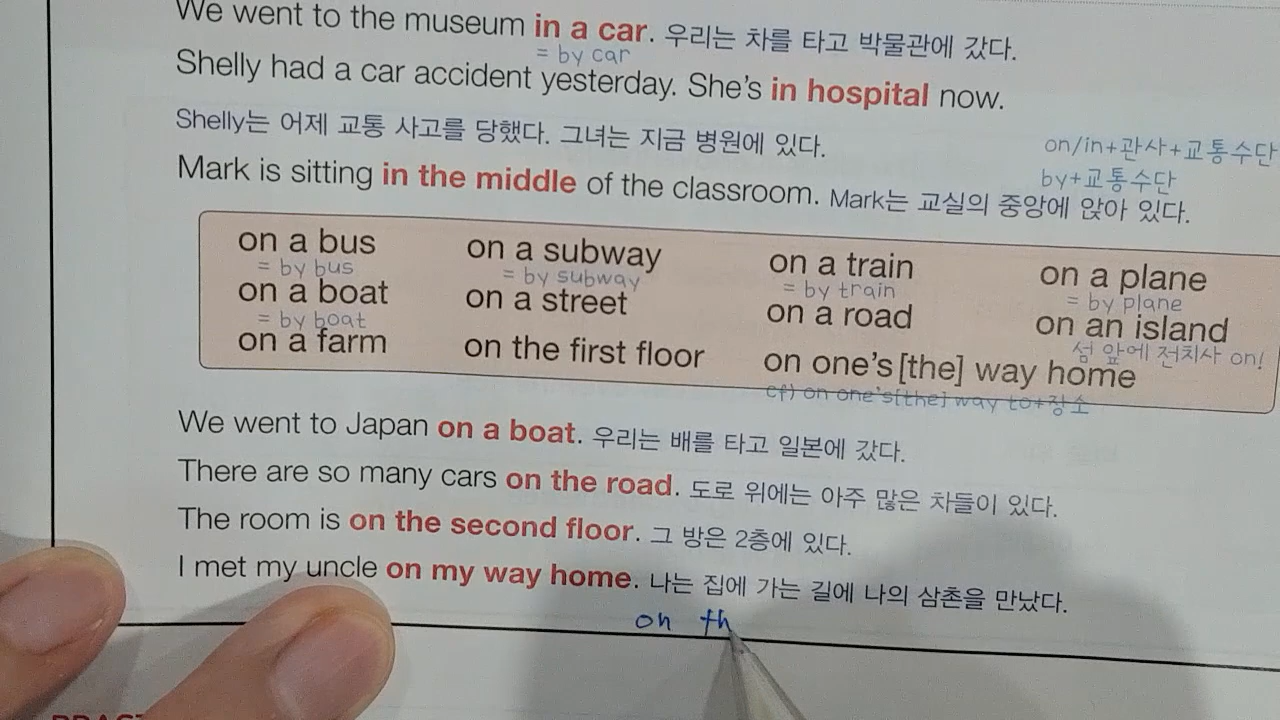 We went to the museum in a car. 우리는 차를 타고 박물관에 갔다.
= by car
Shelly had a car accident yesterday. She's in hospital now.
Shelly는 어제 교통 사고를 당했다. 그녀는 지금 병원에 있다.
on/in+관사+교통수단
by+교통수단
Mark is sitting in the middle of the classroom. Mark는 교실의 중앙에 앉아 있다.
on a bus on a subway on a train on a plane
= by bus = by subway = by train = by plane
on a boat on a street on a road on an island
= by boat 섬 앞에 전치사 on!
on a farm on the first floor on one's[the] way home
cf) on one's[the] way to+장소
We went to Japan on a boat. 우리는 배를 타고 일본에 갔다.
There are so many cars on the road. 도로 위에는 아주 많은 차들이 있다.
The room is on the second floor. 그 방은 2층에 있다.
I met my uncle on my way home. 나는 집에 가는 길에 나의 삼촌을 만났다.
on th